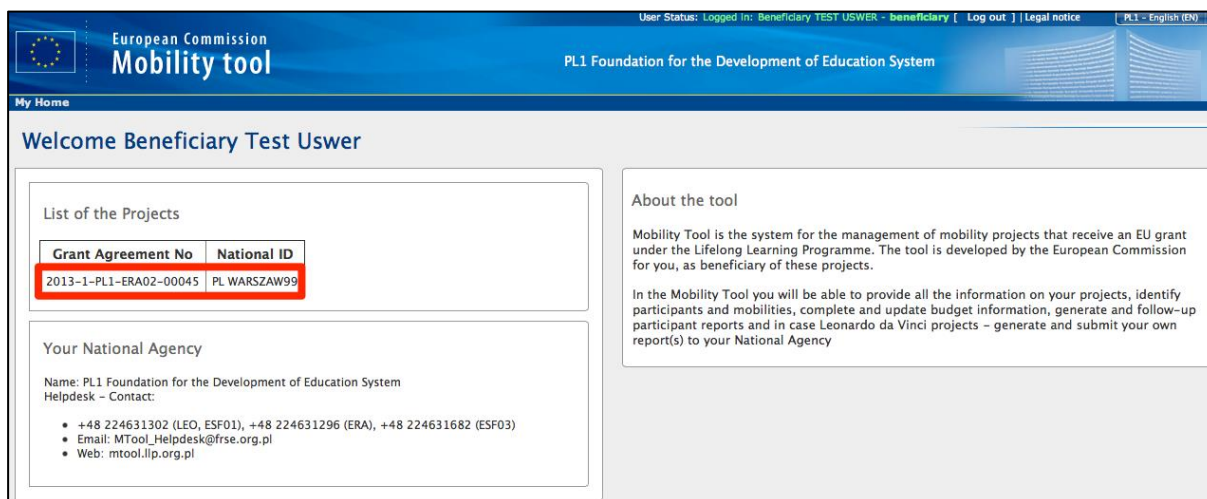 User Status: Logged In: Beneficiary TEST USWER - beneficiary [ Log out ] | Legal notice
PL1 - English (EN)
European Commission
Mobility tool
PL1 Foundation for the Development of Education System
My Home
Welcome Beneficiary Test Uswer
List of the Projects
Grant Agreement No National ID
2013-1-PL1-ERA02-00045 PL WARSZAW99
Your National Agency
Name: PL1 Foundation for the Development of Education System
Helpdesk - Contact:
• +48 224631302 (LEO, ESF01), +48 224631296 (ERA), +48 224631682 (ESF03)
• Email: MTool_Helpdesk@frse.org.pl
• Web: mtool.llp.org.pl
About the tool
Mobility Tool is the system for the management of mobility projects that receive an EU grant
under the Lifelong Learning Programme. The tool is developed by the European Commission
for you, as beneficiary of these projects.
In the Mobility Tool you will be able to provide all the information on your projects, identify
participants and mobilities, complete and update budget information, generate and follow-up
participant reports and in case Leonardo da Vinci projects - generate and submit your own
report(s) to your National Agency